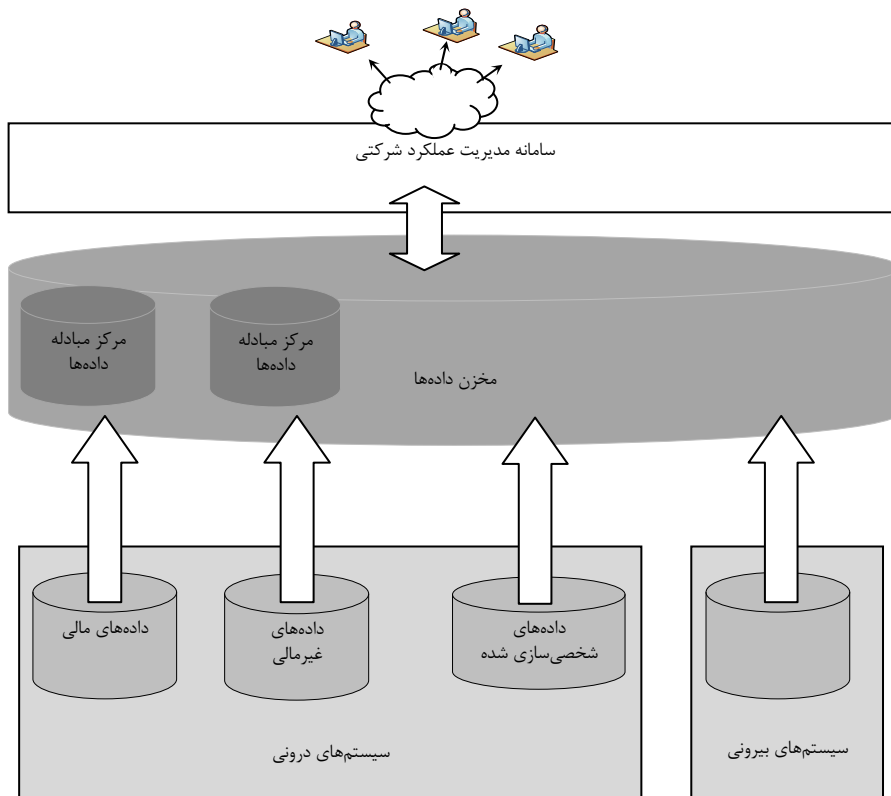 سامانه مدیریت عملکرد شرکتی
مرکز مبادله
داده‌ها
مرکز مبادله
داده‌ها
مخزن داده‌ها
داده‌های مالی
داده‌های
غیرمالی
داده‌های
شخصی‌سازی شده
سیستم‌های درونی
سیستم‌های بیرونی